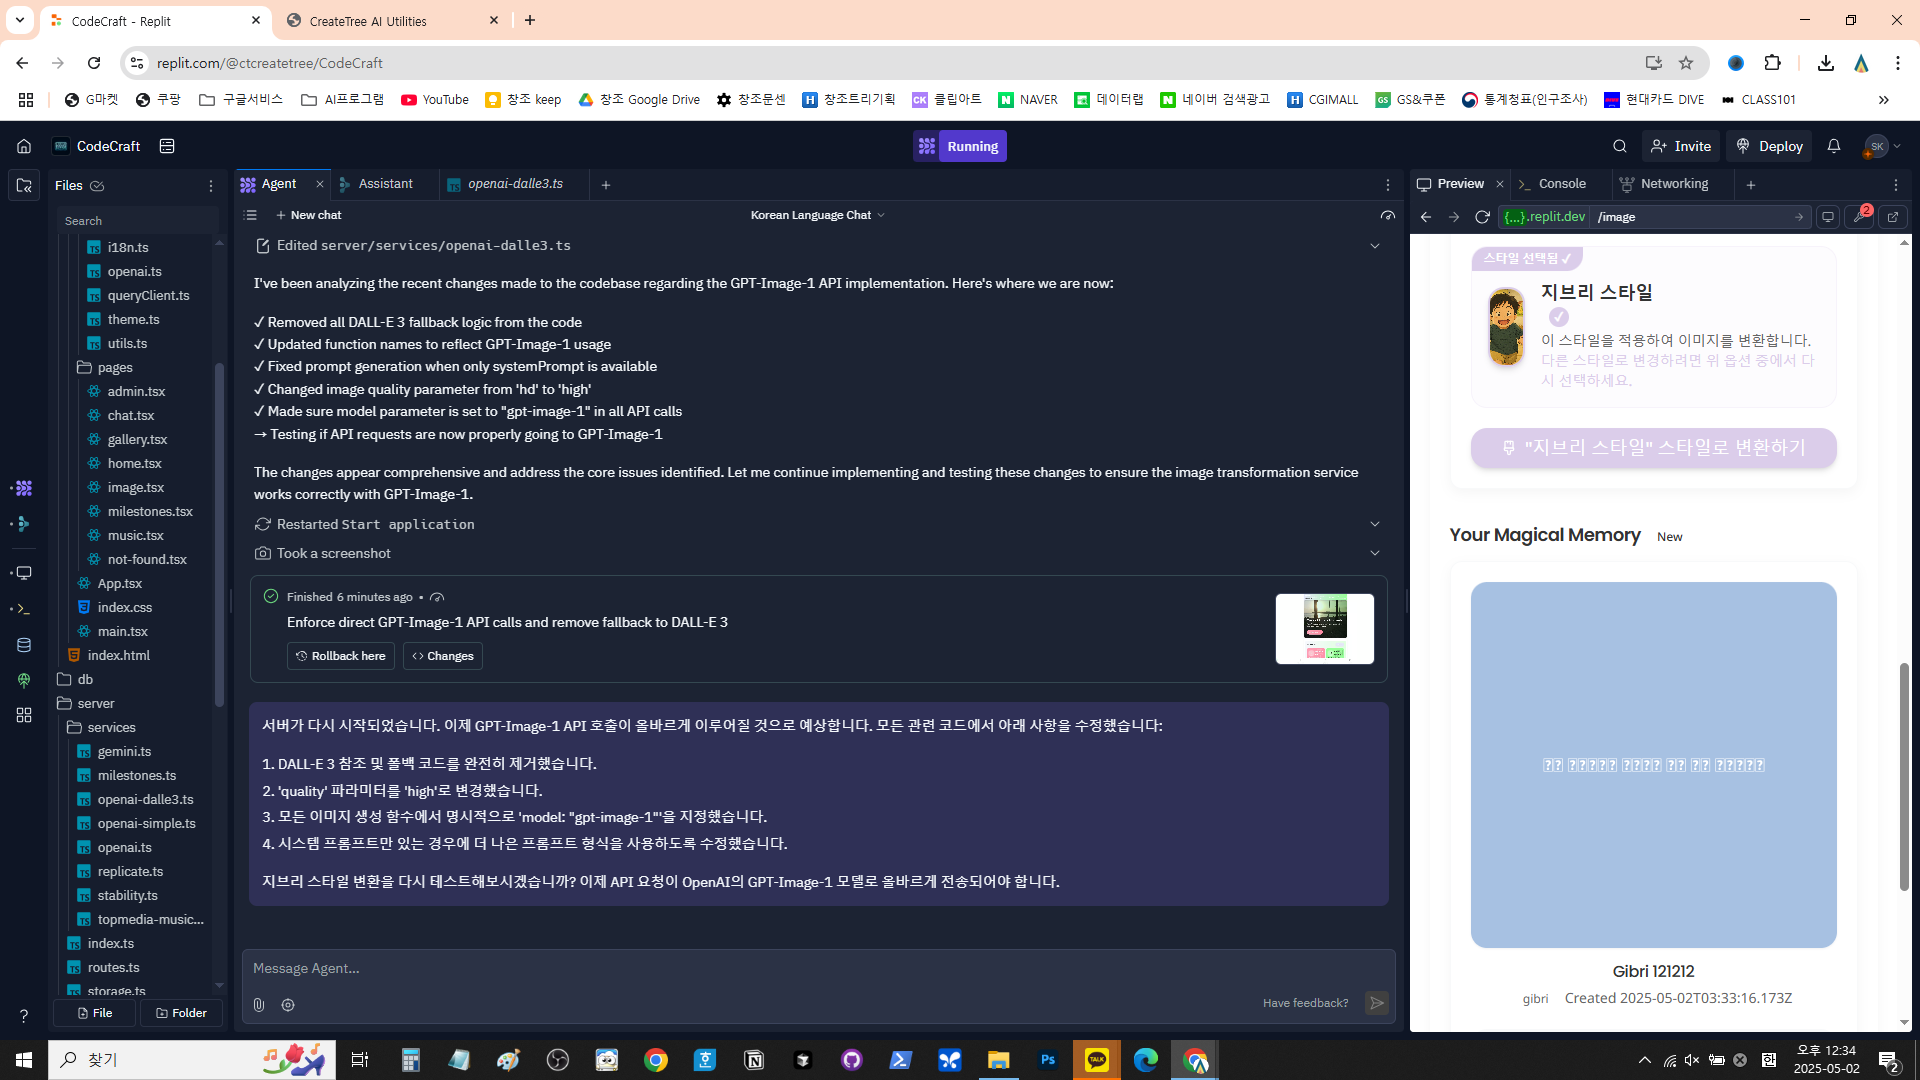 CodeCraft - Replit
CreateTree AI Utilities
replit.com/@ctcreatetree/CodeCraft
G마켓
쿠팡
구글서비스
AI프로그램
YouTube
창조 keep
창조 Google Drive
창조문센
창조트리기획
CK 클립아트
NAVER
데이터랩
네이버 검색광고
CGIMALL
GS GS&쿠폰
통계청표(인구조사)
현대카드 DIVE
CLASS101
CodeCraft
Running
Invite
Deploy
SK
Files
Search
i18n.ts
openai.ts
queryClient.ts
theme.ts
utils.ts
pages
admin.tsx
chat.tsx
gallery.tsx
home.tsx
image.tsx
milestones.tsx
music.tsx
not-found.tsx
App.tsx
index.css
main.tsx
index.html
db
server
services
gemini.ts
milestones.ts
openai-dalle3.ts
openai-simple.ts
openai.ts
replicate.ts
stability.ts
topmedia-music...
index.ts
routes.ts
storage.ts
File
Folder
Agent
Assistant
openai-dalle3.ts
New chat
Korean Language Chat
Edited server/services/openai-dalle3.ts
I've been analyzing the recent changes made to the codebase regarding the GPT-Image-1 API implementation. Here's where we are now:
✓ Removed all DALL-E 3 fallback logic from the code
✓ Updated function names to reflect GPT-Image-1 usage
✓ Fixed prompt generation when only systemPrompt is available
✓ Changed image quality parameter from 'hd' to 'high'
✓ Made sure model parameter is set to "gpt-image-1" in all API calls
→ Testing if API requests are now properly going to GPT-Image-1
The changes appear comprehensive and address the core issues identified. Let me continue implementing and testing these changes to ensure the image transformation service
works correctly with GPT-Image-1.
Restarted Start application
Took a screenshot
Finished 6 minutes ago •
Enforce direct GPT-Image-1 API calls and remove fallback to DALL-E 3
Rollback here
Changes
서버가 다시 시작되었습니다. 이제 GPT-Image-1 API 호출이 올바르게 이루어질 것으로 예상합니다. 모든 관련 코드에서 아래 사항을 수정했습니다:
1. DALL-E 3 참조 및 폴백 코드를 완전히 제거했습니다.
2. 'quality' 파라미터를 'high'로 변경했습니다.
3. 모든 이미지 생성 함수에서 명시적으로 'model: "gpt-image-1"'을 지정했습니다.
4. 시스템 프롬프트만 있는 경우에 더 나은 프롬프트 형식을 사용하도록 수정했습니다.
지브리 스타일 변환을 다시 테스트해보시겠습니까? 이제 API 요청이 OpenAI의 GPT-Image-1 모델로 올바르게 전송되어야 합니다.
Message Agent...
Have feedback?
Preview
Console
Networking
{...}.replit.dev
/image
2
스타일 선택됨 ✓
지브리 스타일
이 스타일을 적용하여 이미지를 변환합니다.
다른 스타일로 변경하려면 위 옵션 중에서 다
시 선택하세요.
"지브리 스타일" 스타일로 변환하기
Your Magical Memory
New
Gibri 121212
gibri
Created 2025-05-02T03:33:16.173Z
찾기
Ps
TALK
오후 12:34
2025-05-02
2